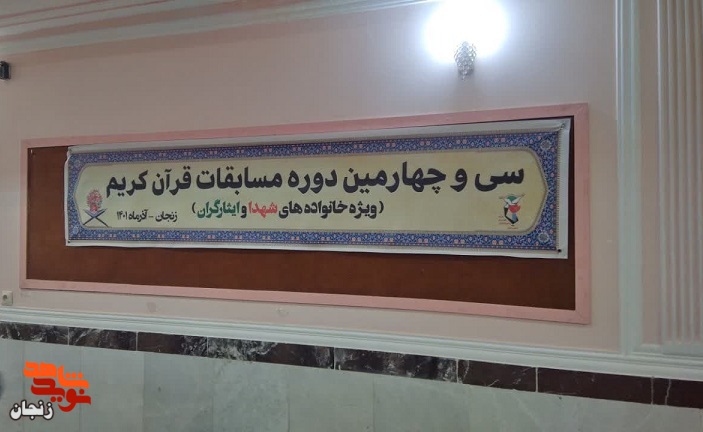 سی و چهارمین دوره مسابقات قرآن کریم
(ویژه خانواده های شهدا و ایثارگران)
زنجان - آذرماه ۱۴۰۱
نوید شاهد
زنجان